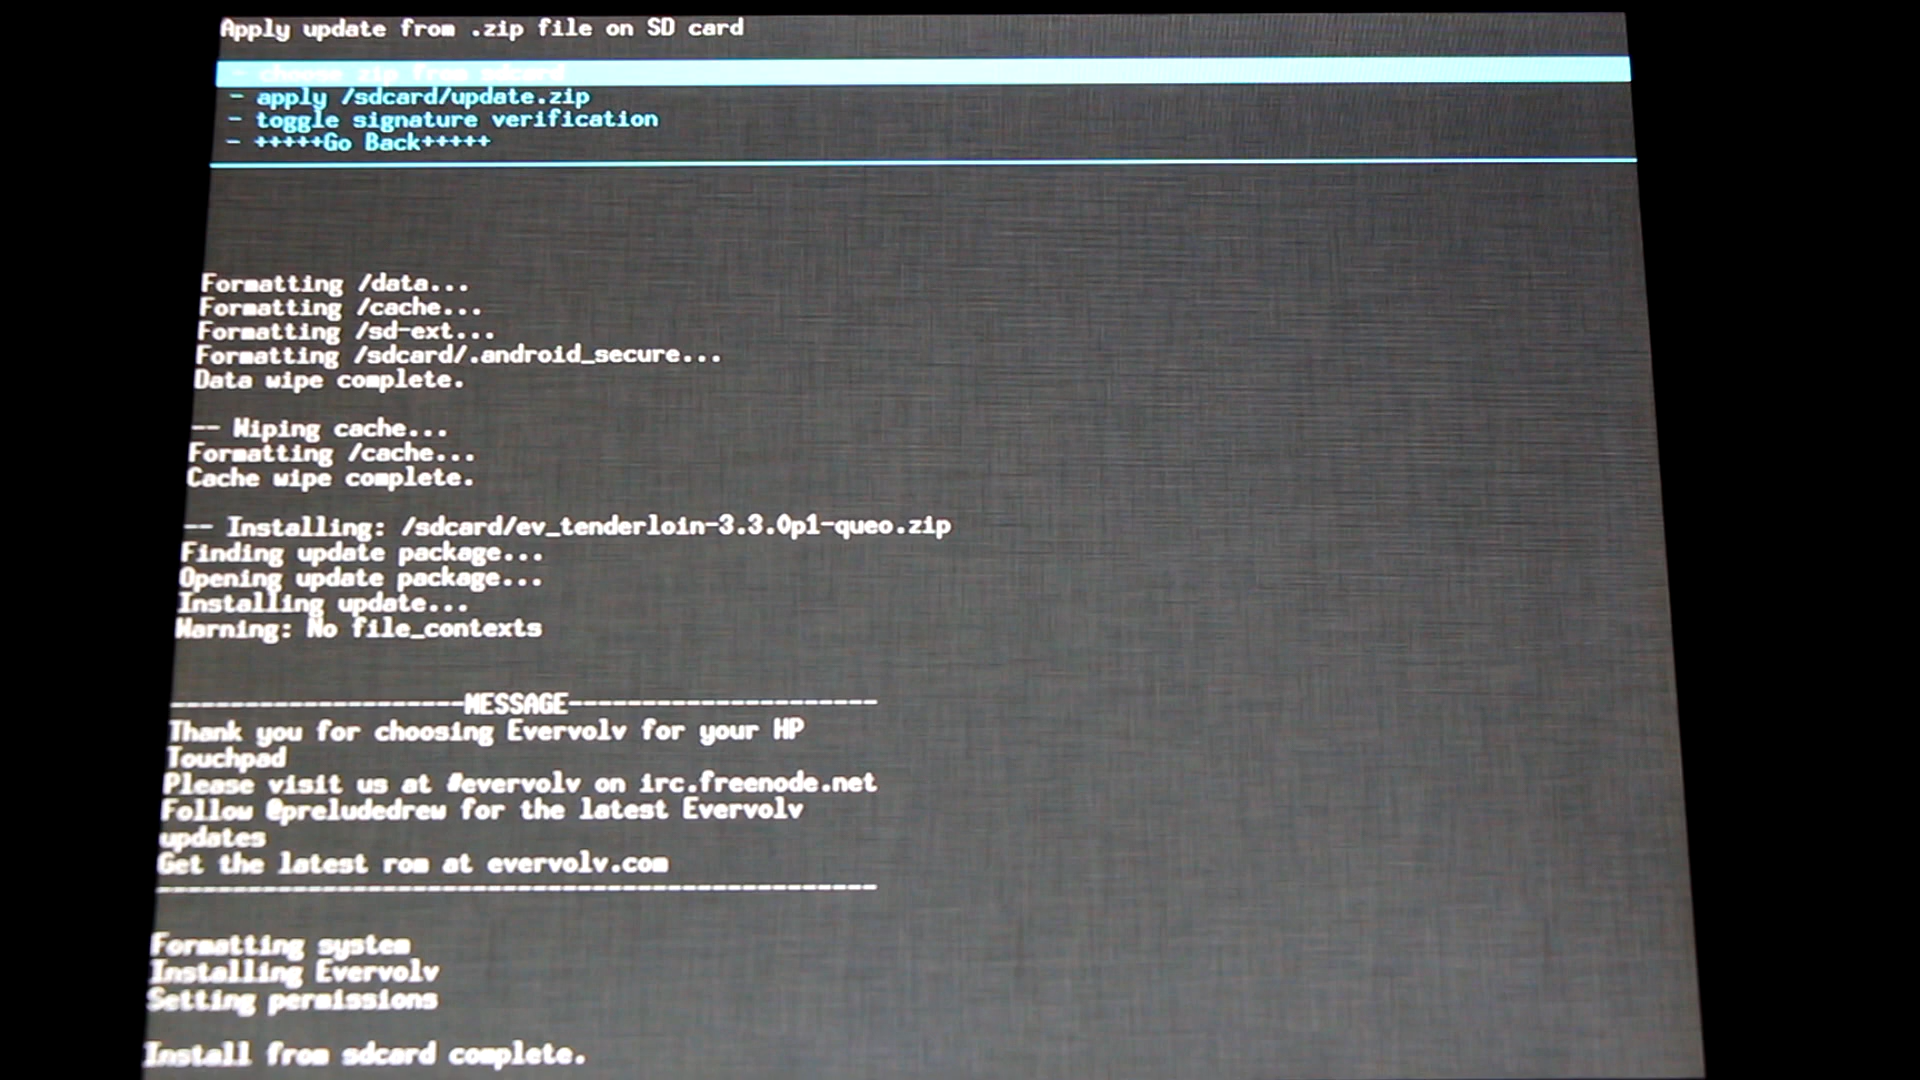 Apply update from .zip file on SD card
- choose zip from sdcard
- apply /sdcard/update.zip
- toggle signature verification
- +++++Go Back+++++
Formatting /data...
Formatting /cache...
Formatting /sd-ext...
Formatting /sdcard/.android_secure...
Data wipe complete.
-- Wiping cache...
Formatting /cache...
Cache wipe complete.
-- Installing: /sdcard/ev_tenderloin-3.3.0p1-queo.zip
Finding update package...
Opening update package...
Installing update...
Warning: No file_contexts
--------------------MESSAGE---------------------
Thank you for choosing Evervolv for your HP
Touchpad
Please visit us at #evervolv on irc.freenode.net
Follow @preludedrew for the latest Evervolv
updates
Get the latest rom at evervolv.com
------------------------------------------------
Formatting system
Installing Evervolv
Setting permissions
Install from sdcard complete.